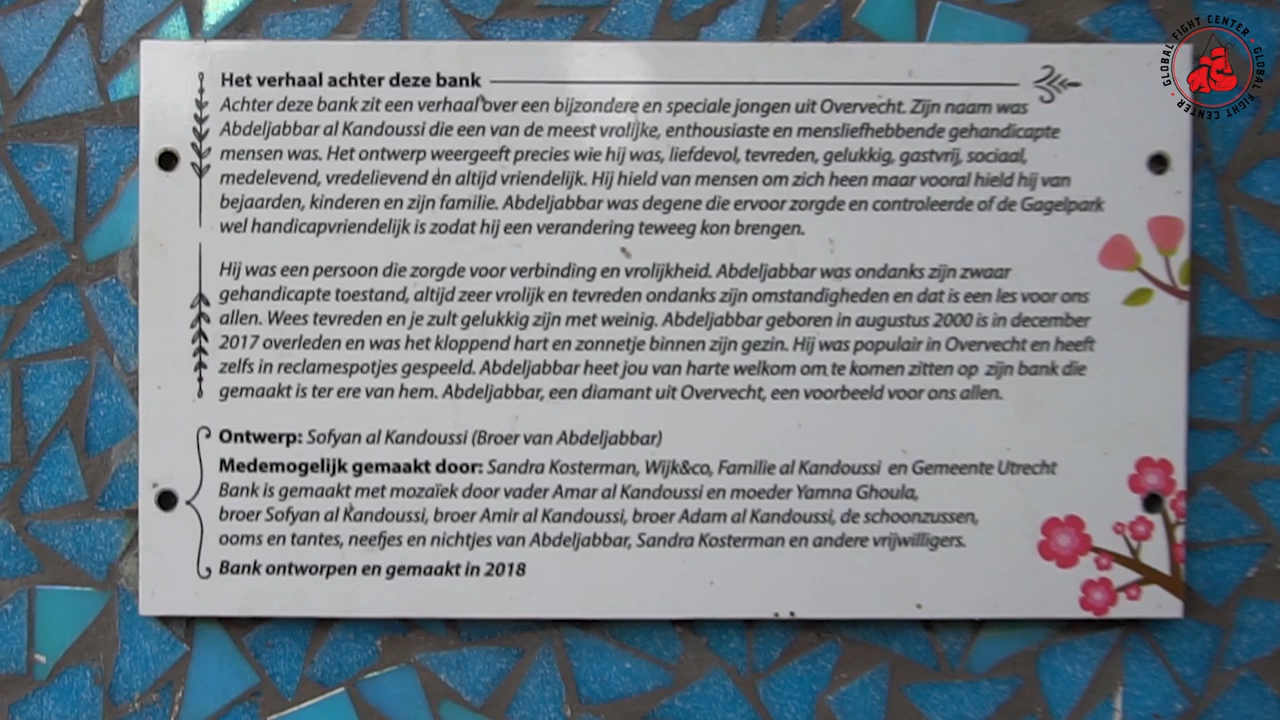 Het verhaal achter deze bank
Achter deze bank zit een verhaal over een bijzondere en speciale jongen uit Overvecht. Zijn naam was
Abdeljabbar al Kandoussi die een van de meest vrolijke, enthousiaste en mensliefhebbende gehandicapte
mensen was. Het ontwerp weergeeft precies wie hij was, liefdevol, tevreden, gelukkig, gastvrij, sociaal,
medelevend, vredelievend èn altijd vriendelijk. Hij hield van mensen om zich heen maar vooral hield hij van
bejaarden, kinderen en zijn familie. Abdeljabbar was degene die ervoor zorgde en controleerde of de Gagelpark
wel handicapvriendelijk is zodat hij een verandering teweeg kon brengen.
Hij was een persoon die zorgde voor verbinding en vrolijkheid. Abdeljabbar was ondanks zijn zwaar
gehandicapte toestand, altijd zeer vrolijk en tevreden ondanks zijn omstandigheden en dat is een les voor ons
allen. Wees tevreden en je zult gelukkig zijn met weinig. Abdeljabbar geboren in augustus 2000 is in december
2017 overleden en was het kloppend hart en zonnetje binnen zijn gezin. Hij was populair in Overvecht en heeft
zelfs in reclamespotjes gespeeld. Abdeljabbar heet jou van harte welkom om te komen zitten op zijn bank die
gemaakt is ter ere van hem. Abdeljabbar, een diamant uit Overvecht, een voorbeeld voor ons allen.
Ontwerp: Sofyan al Kandoussi (Broer van Abdeljabbar)
Medemogelijk gemaakt door: Sandra Kosterman, Wijk&co, Familie al Kandoussi en Gemeente Utrecht
Bank is gemaakt met mozaïek door vader Amar al Kandoussi en moeder Yamna Ghoula,
broer Sofyan al Kandoussi, broer Amir al Kandoussi, broer Adam al Kandoussi, de schoonzussen,
ooms en tantes, neefjes en nichtjes van Abdeljabbar, Sandra Kosterman en andere vrijwilligers.
Bank ontworpen en gemaakt in 2018
GLOBAL FIGHT CENTER • GLOBAL FIGHT CENTER •